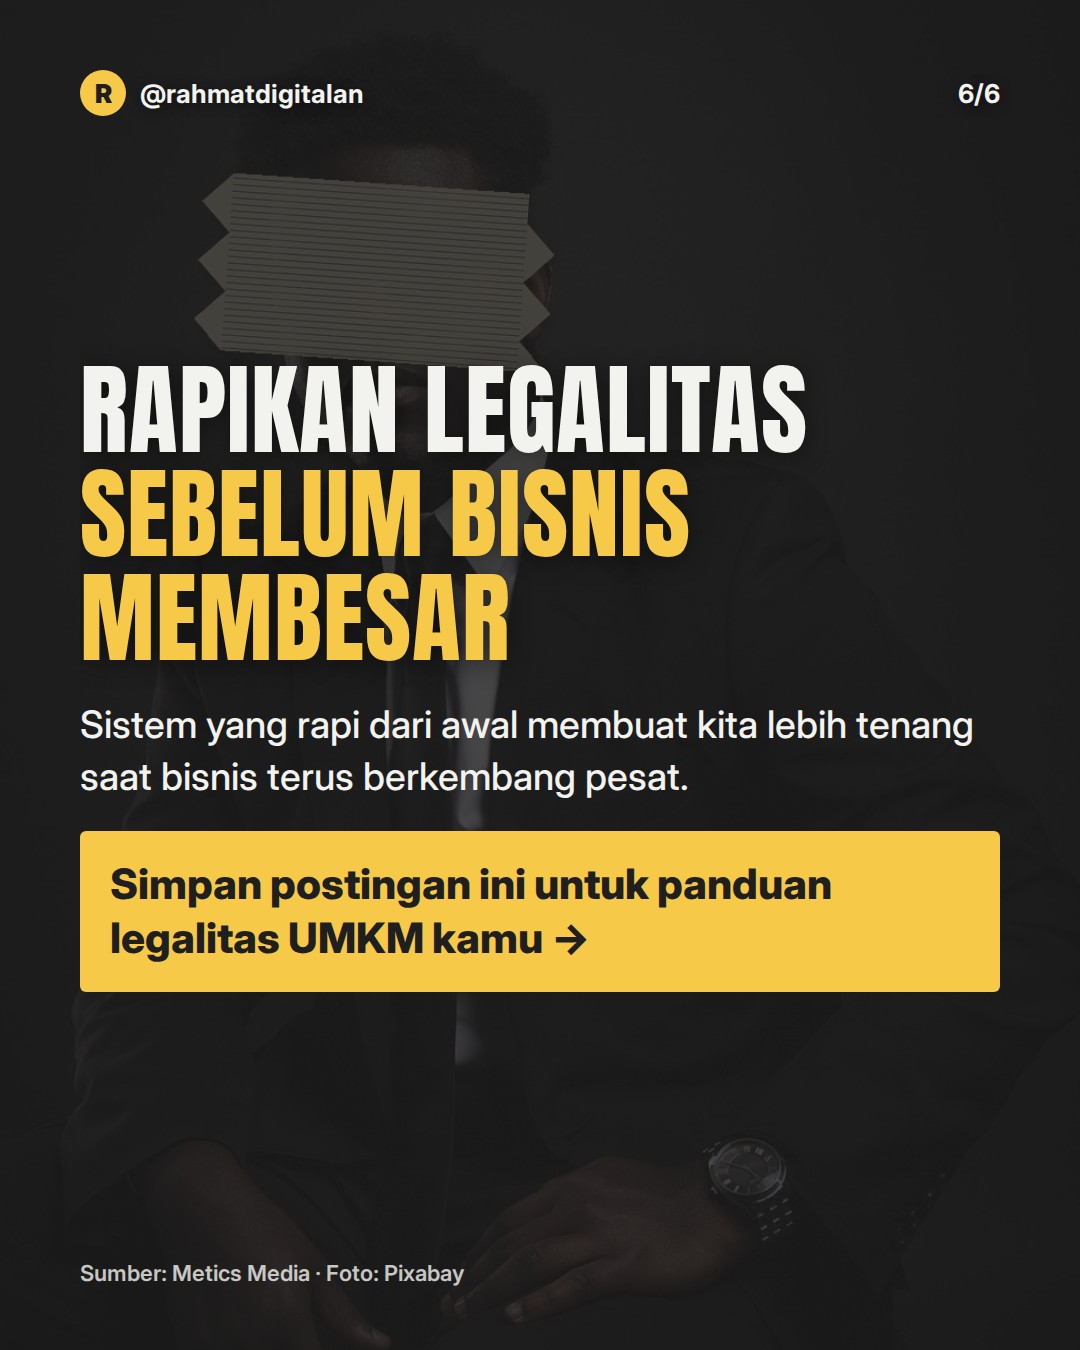 R @rahmatdigitalan 6/6
RAPIKAN LEGALITAS
SEBELUM BISNIS
MEMBESAR
Sistem yang rapi dari awal membuat kita lebih tenang
saat bisnis terus berkembang pesat.
Simpan postingan ini untuk panduan
legalitas UMKM kamu →
Sumber: Metics Media · Foto: Pixabay